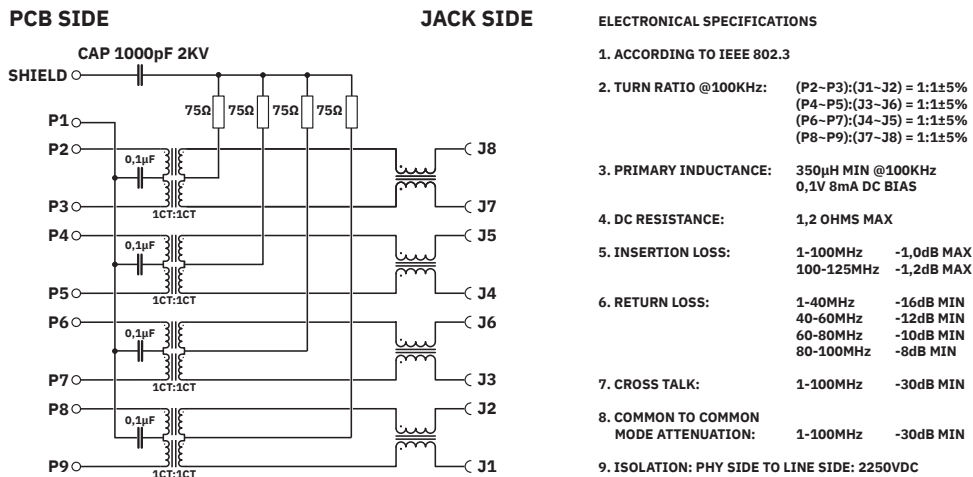 PCB SIDE
JACK SIDE
CAP 1000pF 2KV
SHIELD
75Ω 75Ω 75Ω 75Ω
P1
P2
J8
0,1µF
P3
J7
1CT:1CT
P4
J5
0,1µF
P5
J4
1CT:1CT
P6
J6
0,1µF
P7
J3
1CT:1CT
P8
J2
0,1µF
P9
J1
1CT:1CT
ELECTRONICAL SPECIFICATIONS
1. ACCORDING TO IEEE 802.3
2. TURN RATIO @100KHz: (P2~P3):(J1~J2) = 1:1±5%
(P4~P5):(J3~J6) = 1:1±5%
(P6~P7):(J4~J5) = 1:1±5%
(P8~P9):(J7~J8) = 1:1±5%
3. PRIMARY INDUCTANCE: 350µH MIN @100KHz
0,1V 8mA DC BIAS
4. DC RESISTANCE: 1,2 OHMS MAX
5. INSERTION LOSS: 1-100MHz -1,0dB MAX
100-125MHz -1,2dB MAX
6. RETURN LOSS: 1-40MHz -16dB MIN
40-60MHz -12dB MIN
60-80MHz -10dB MIN
80-100MHz -8dB MIN
7. CROSS TALK: 1-100MHz -30dB MIN
8. COMMON TO COMMON
MODE ATTENUATION: 1-100MHz -30dB MIN
9. ISOLATION: PHY SIDE TO LINE SIDE: 2250VDC